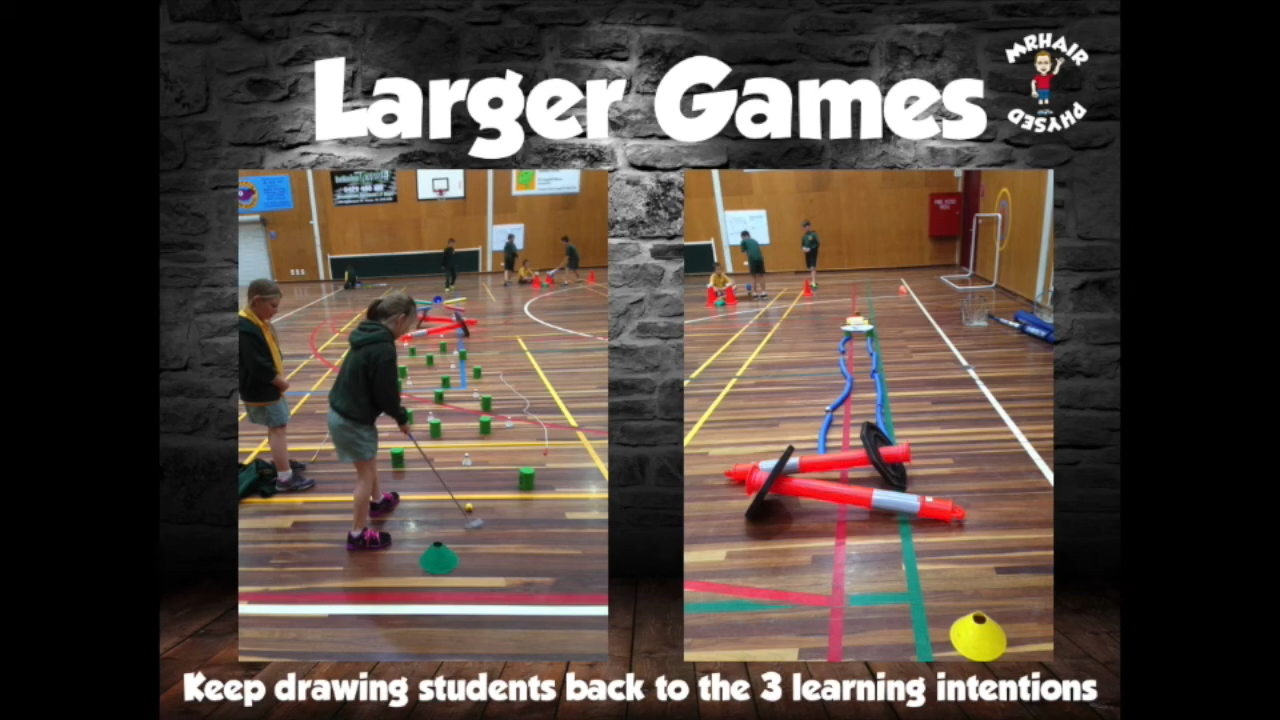 Larger Games
MRHAIR
PHYSED
Keep drawing students back to the 3 learning intentions